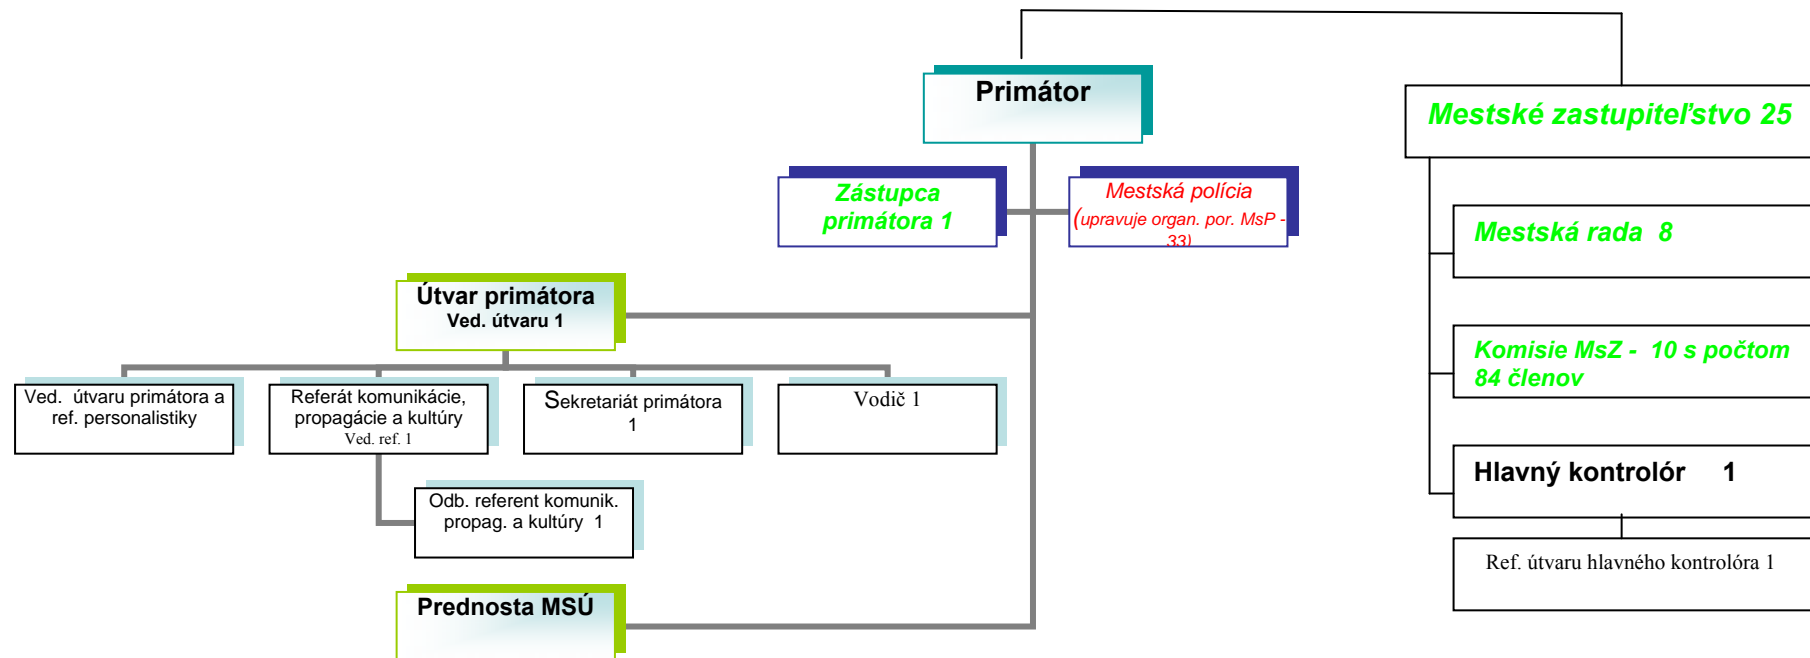 Primátor
Mestské zastupiteľstvo 25
Zástupca
primátora 1
Mestská polícia
(upravuje organ. por. MsP -
33)
Mestská rada  8
Útvar primátora
Ved. útvaru 1
Komisie MsZ -  10 s počtom
84 členov
Ved.  útvaru primátora a
ref. personalistiky
Referát komunikácie,
propagácie a kultúry
Ved. ref. 1
Sekretariát primátora
1
Vodič 1
Hlavný kontrolór    1
Odb. referent komunik.
propag. a kultúry  1
Ref. útvaru hlavného kontrolóra 1
Prednosta MSÚ